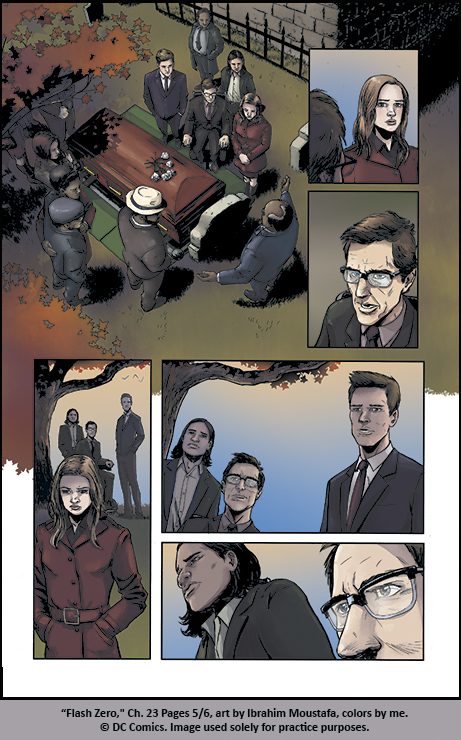 “Flash Zero," Ch. 23 Pages 5/6, art by Ibrahim Moustafa, colors by me.
© DC Comics. Image used solely for practice purposes.